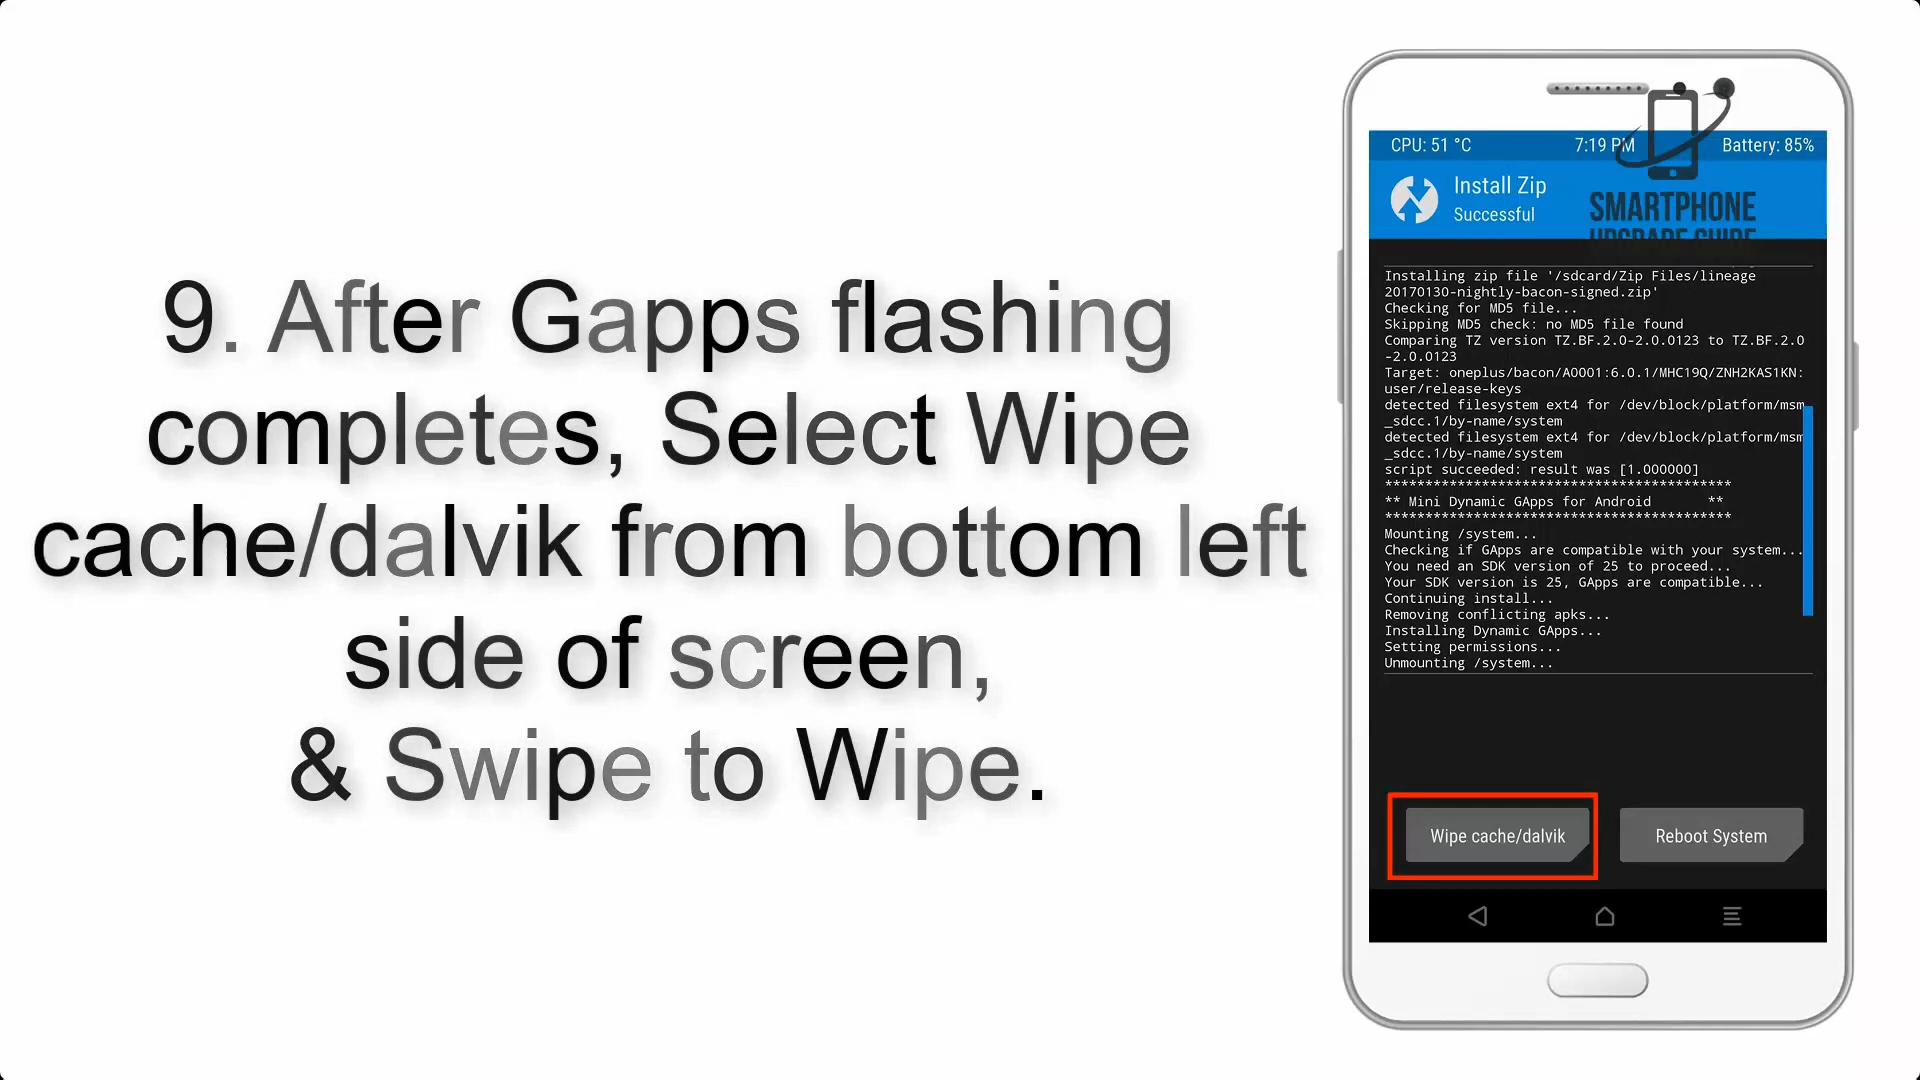 9. After Gapps flashing
completes, Select Wipe
cache/dalvik from bottom left
side of screen,
& Swipe to Wipe.
CPU: 51 °C 7:19 PM Battery: 85%
Install Zip
Successful
SMARTPHONE
UPGRADE GUIDE
Installing zip file '/sdcard/Zip Files/lineage
20170130-nightly-bacon-signed.zip'
Checking for MD5 file...
Skipping MD5 check: no MD5 file found
Comparing TZ version TZ.BF.2.0-2.0.0123 to TZ.BF.2.0
-2.0.0123
Target: oneplus/bacon/A0001:6.0.1/MHC19Q/ZNH2KAS1KN:
user/release-keys
detected filesystem ext4 for /dev/block/platform/msm
_sdcc.1/by-name/system
detected filesystem ext4 for /dev/block/platform/msm
_sdcc.1/by-name/system
script succeeded: result was [1.000000]
*******************************************
** Mini Dynamic GApps for Android **
*******************************************
Mounting /system...
Checking if GApps are compatible with your system...
You need an SDK version of 25 to proceed...
Your SDK version is 25, GApps are compatible...
Continuing install...
Removing conflicting apks...
Installing Dynamic GApps...
Setting permissions...
Unmounting /system...
Wipe cache/dalvik Reboot System